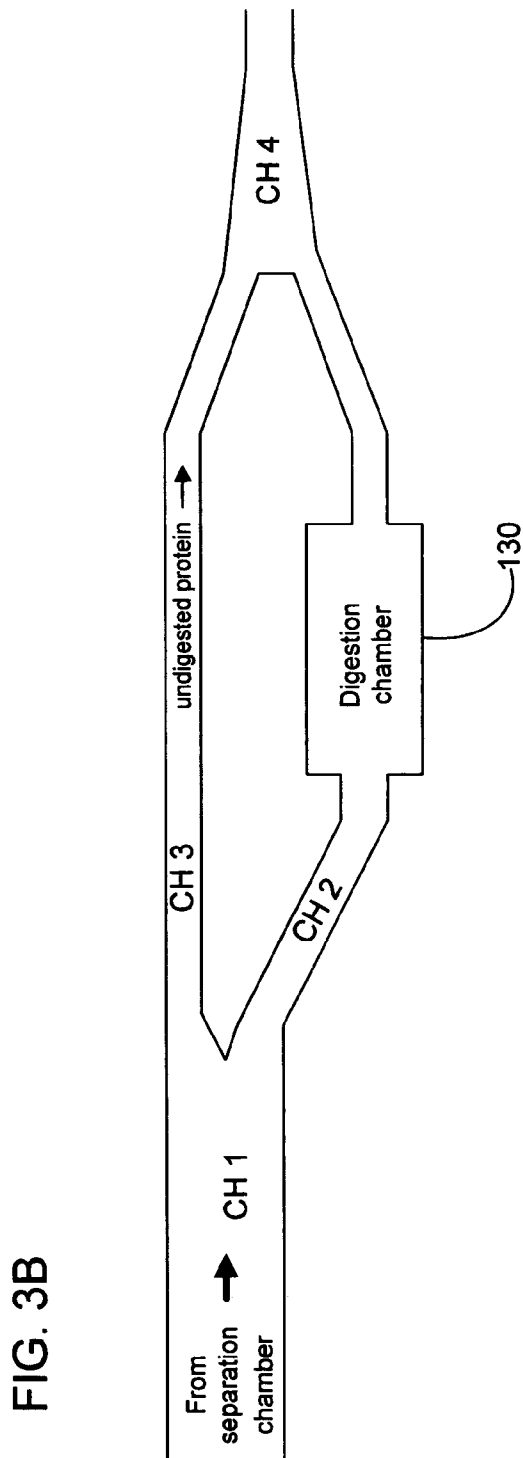 FIG. 3B
From
separation
chamber
CH 1
CH 3
undigested protein
CH 2
Digestion
chamber
130
CH 4